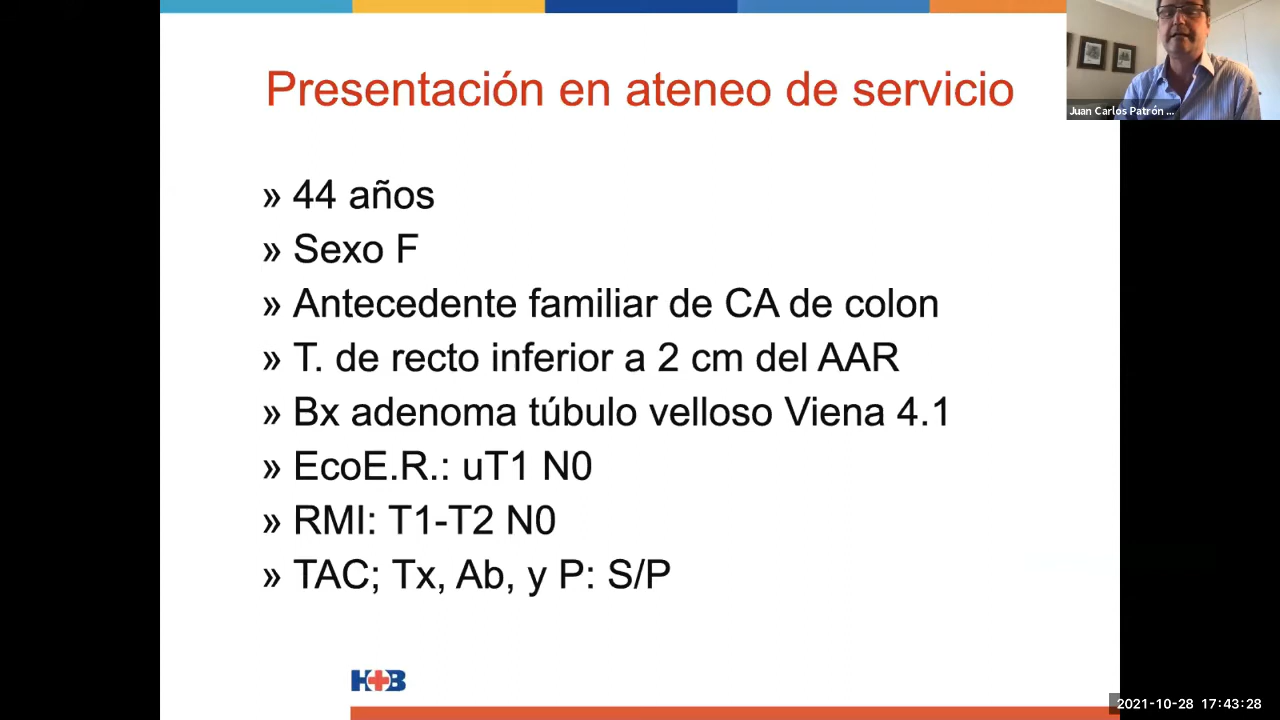 Presentación en ateneo de servicio
Juan Carlos Patrón ...
» 44 años
» Sexo F
» Antecedente familiar de CA de colon
» T. de recto inferior a 2 cm del AAR
» Bx adenoma túbulo velloso Viena 4.1
» EcoE.R.: uT1 N0
» RMI: T1-T2 N0
» TAC; Tx, Ab, y P: S/P
H+B
2021-10-28 17:43:28